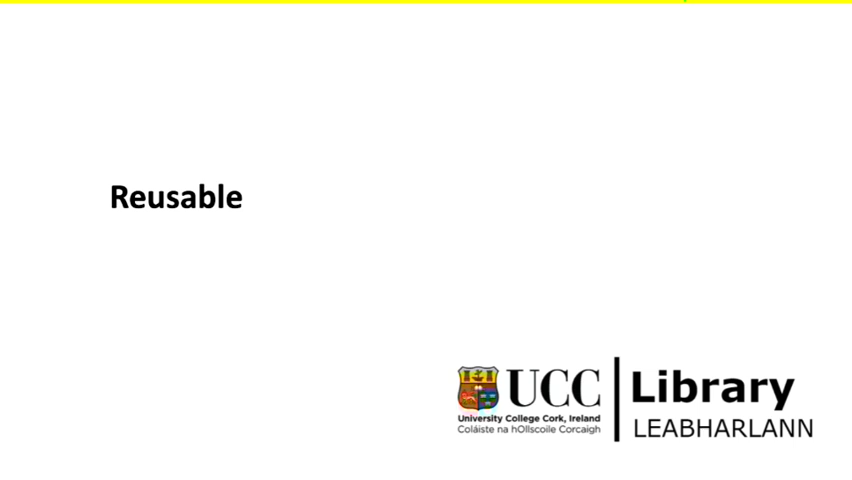 Reusable
UCC
University College Cork, Ireland
Coláiste na hOllscoile Corcaigh
Library
LEABHARLANN